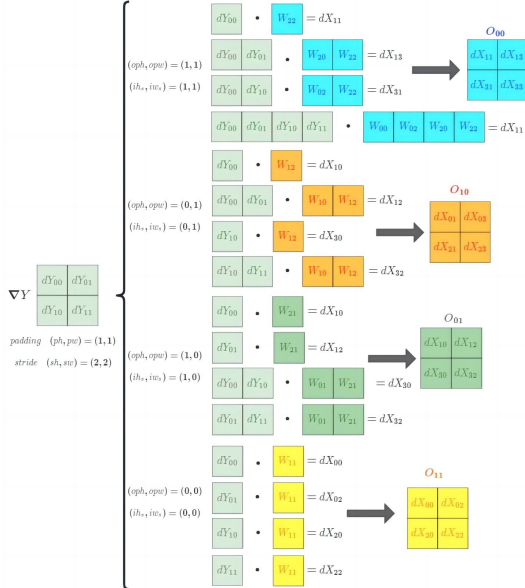 dY₀₀ • W₂₂ = dX₁₁
(oph, opw) = (1, 1)
(ihₛ, iwₛ) = (1, 1)
dY₀₀ dY₀₁ • W₂₀ W₂₂ = dX₁₃
dY₀₀ dY₁₀ • W₀₂ W₂₂ = dX₃₁
dY₀₀ dY₀₁ dY₁₀ dY₁₁ • W₀₀ W₀₂ W₂₀ W₂₂ = dX₁₁
O₀₀
dX₁₁ dX₁₃
dX₃₁ dX₃₃
dY₀₀ • W₁₂ = dX₁₀
(oph, opw) = (0, 1)
(ihₛ, iwₛ) = (0, 1)
dY₀₀ dY₀₁ • W₁₀ W₁₂ = dX₁₂
dY₁₀ • W₁₂ = dX₃₀
dY₁₀ dY₁₁ • W₁₀ W₁₂ = dX₃₂
O₁₀
dX₀₁ dX₀₃
dX₂₁ dX₂₃
∇Y
dY₀₀ dY₀₁
dY₁₀ dY₁₁
padding (ph, pw) = (1, 1)
stride (sh, sw) = (2, 2)
dY₀₀ • W₂₁ = dX₁₀
dY₀₁ • W₂₁ = dX₁₂
(oph, opw) = (1, 0)
(ihₛ, iwₛ) = (1, 0)
dY₀₀ dY₁₀ • W₀₁ W₂₁ = dX₃₀
dY₀₁ dY₁₁ • W₀₁ W₂₁ = dX₃₂
O₀₁
dX₁₀ dX₁₂
dX₃₀ dX₃₂
dY₀₀ • W₁₁ = dX₀₀
(oph, opw) = (0, 0)
(ihₛ, iwₛ) = (0, 0)
dY₀₁ • W₁₁ = dX₀₂
dY₁₀ • W₁₁ = dX₂₀
dY₁₁ • W₁₁ = dX₂₂
O₁₁
dX₀₀ dX₀₂
dX₂₀ dX₂₂